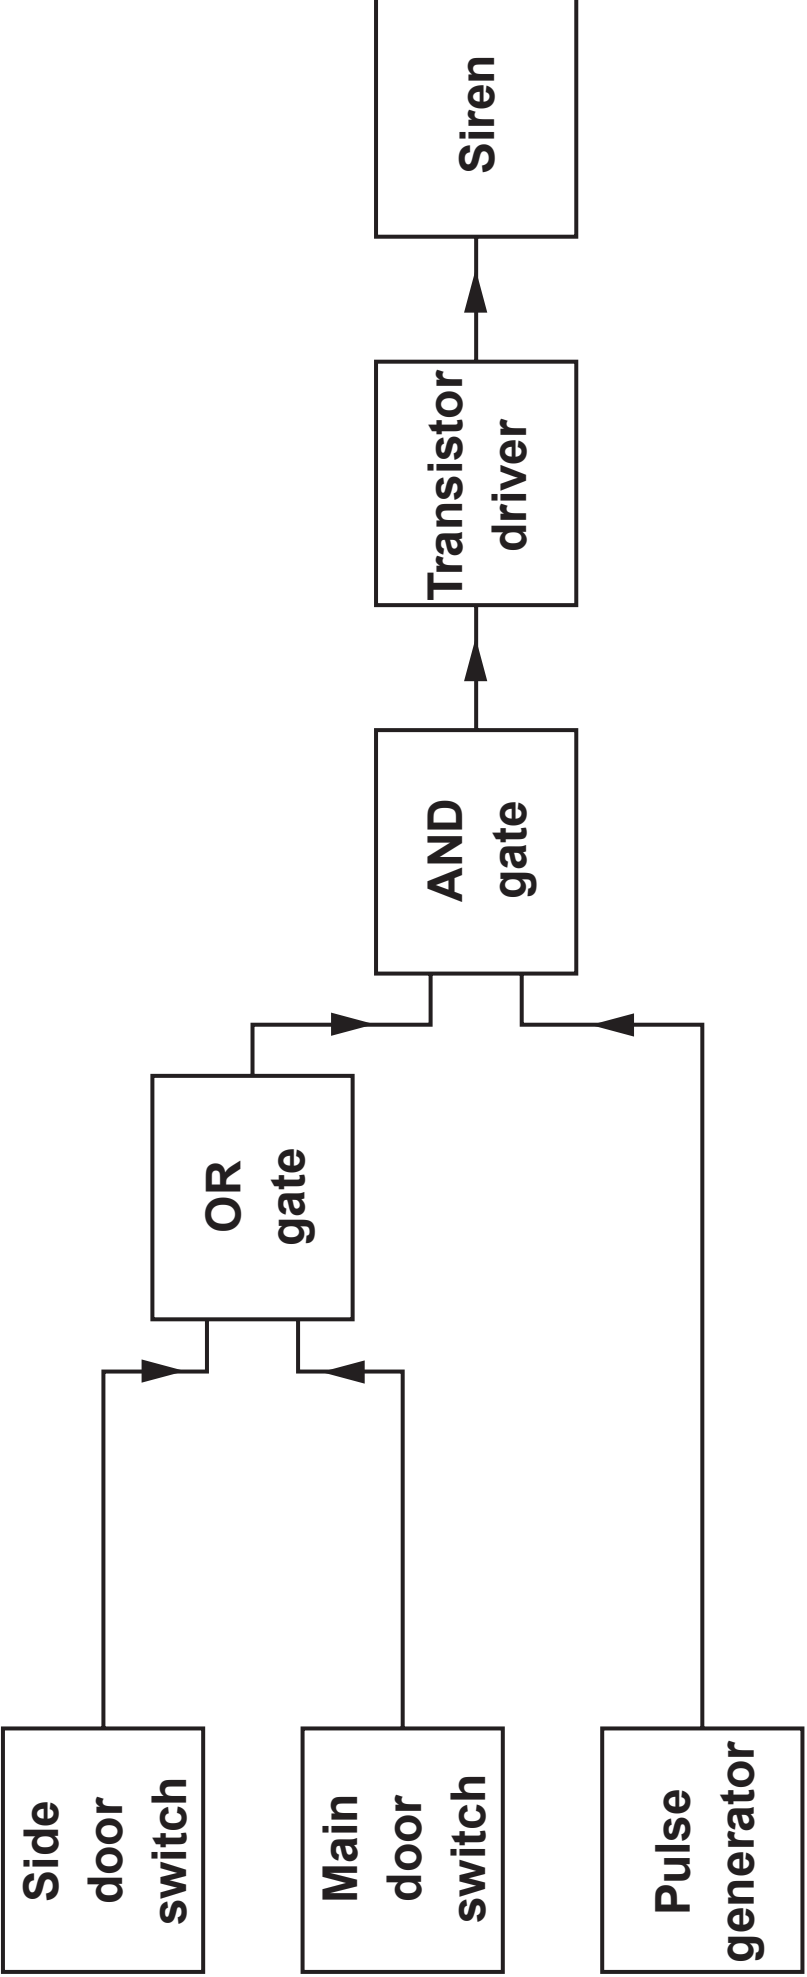 Side
door
switch
Main
door
switch
Pulse
generator
OR
gate
AND
gate
Transistor
driver
Siren